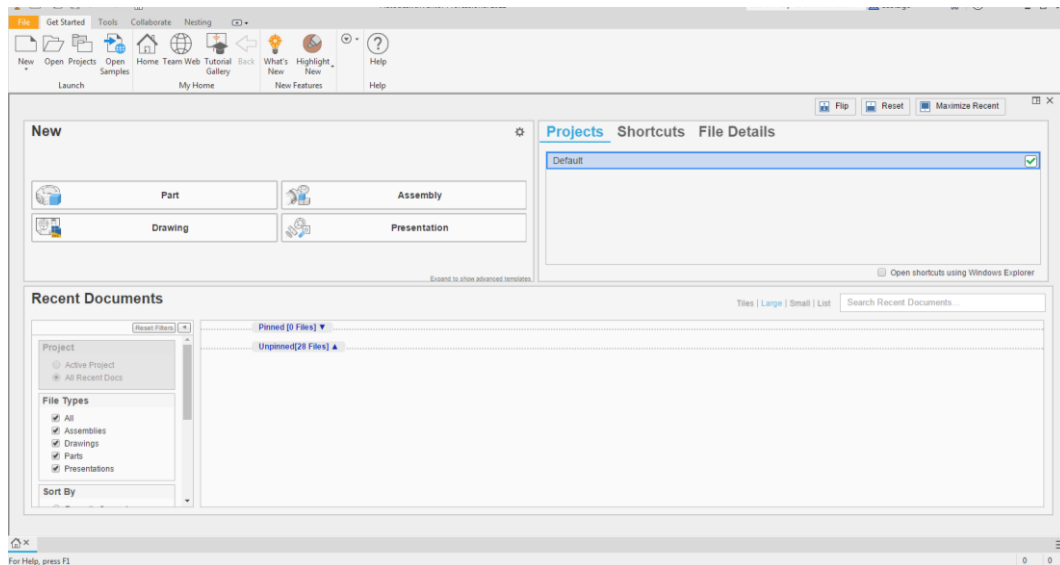 File Get Started Tools Collaborate Nesting
New Open Projects Open Samples Home Team Web Tutorial Gallery Back What's New Highlight New Help
Launch My Home New Features Help
Flip Reset Maximize Recent
New
Part Assembly
Drawing Presentation
Expand to show advanced templates
Projects Shortcuts File Details
Default
Open shortcuts using Windows Explorer
Recent Documents
Tiles | Large | Small | List Search Recent Documents...
Reset Filters
Project
Active Project
All Recent Docs
File Types
All
Assemblies
Drawings
Parts
Presentations
Sort By
Pinned [0 Files] ▼
Unpinned[28 Files] ▲
For Help, press F1 0 0